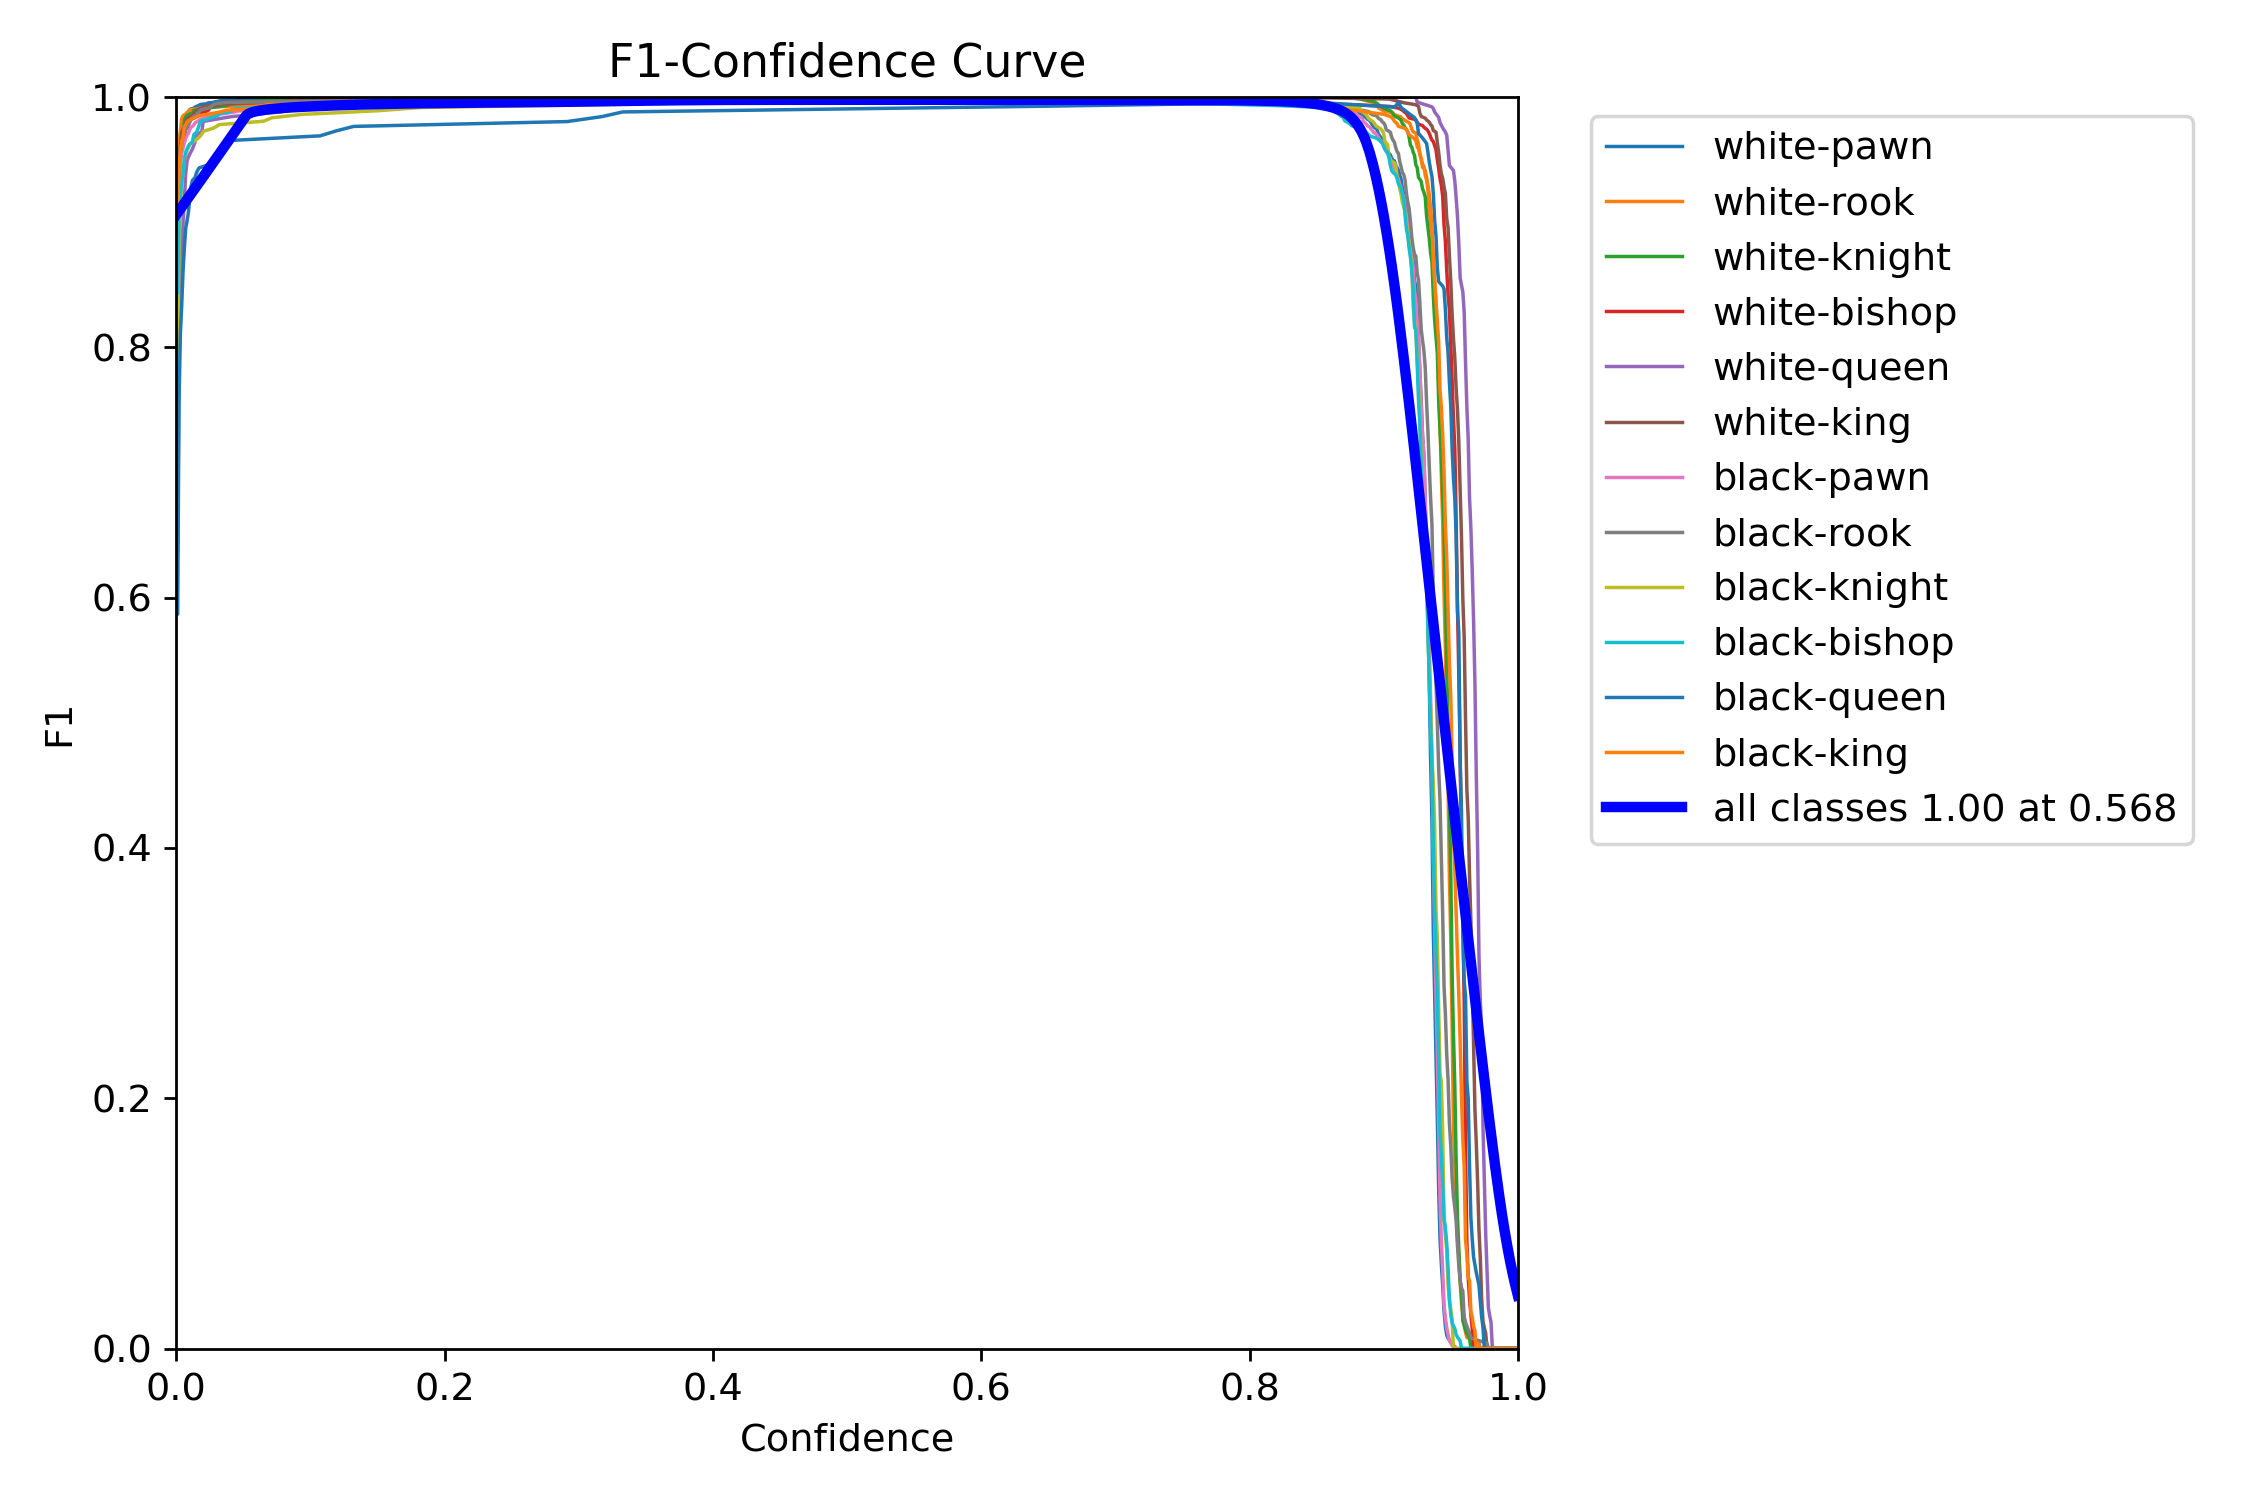 F1-Confidence Curve
1.0
0.8
0.6
0.4
0.2
0.0
F1
0.0 0.2 0.4 0.6 0.8 1.0
Confidence
white-pawn
white-rook
white-knight
white-bishop
white-queen
white-king
black-pawn
black-rook
black-knight
black-bishop
black-queen
black-king
all classes 1.00 at 0.568